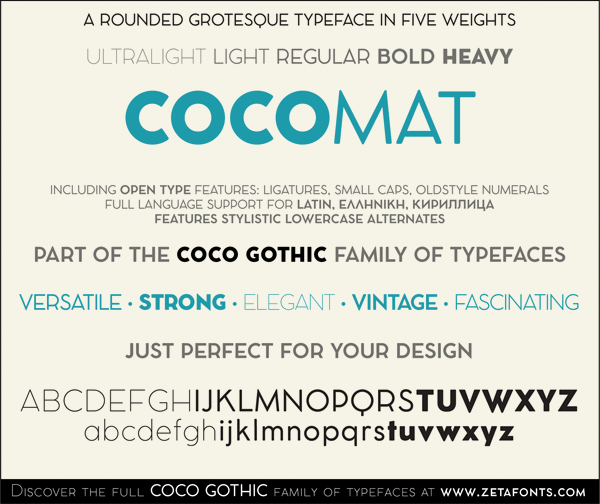 A ROUNDED GROTESQUE TYPEFACE IN FIVE WEIGHTS
ULTRALIGHT LIGHT REGULAR BOLD HEAVY
COCOMAT
INCLUDING OPEN TYPE FEATURES: LIGATURES, SMALL CAPS, OLDSTYLE NUMERALS
FULL LANGUAGE SUPPORT FOR LATIN, ΕΛΛΗΝΙΚΗ, КИРИЛЛИЦА
FEATURES STYLISTIC LOWERCASE ALTERNATES
PART OF THE COCO GOTHIC FAMILY OF TYPEFACES
VERSATILE • STRONG • ELEGANT • VINTAGE • FASCINATING
JUST PERFECT FOR YOUR DESIGN
ABCDEFGHIJKLMNOPQRSTUVWXYZ
abcdefghijklmnopqrstuvwxyz
DISCOVER THE FULL COCO GOTHIC FAMILY OF TYPEFACES AT WWW.ZETAFONTS.COM